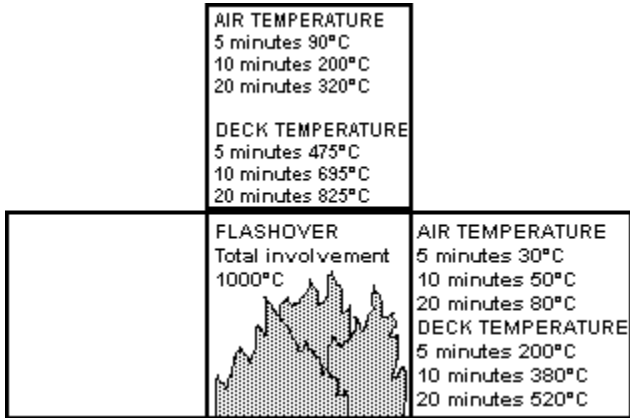 AIR TEMPERATURE
5 minutes 90°C
10 minutes 200°C
20 minutes 320°C
DECK TEMPERATURE
5 minutes 475°C
10 minutes 695°C
20 minutes 825°C
FLASHOVER
Total involvement
1000°C
AIR TEMPERATURE
5 minutes 30°C
10 minutes 50°C
20 minutes 80°C
DECK TEMPERATURE
5 minutes 200°C
10 minutes 380°C
20 minutes 520°C